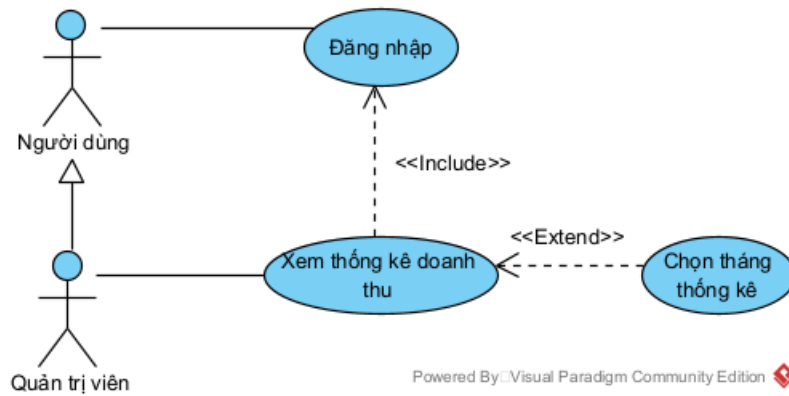 Đăng nhập
Người dùng
<<Include>>
<<Extend>>
Xem thống kê doanh
thu
Chọn tháng
thống kê
Quản trị viên
Powered By Visual Paradigm Community Edition